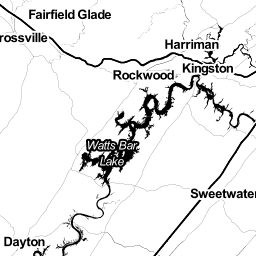 Fairfield Glade
rossville
Harriman
Kingston
Rockwood
Watts Bar
Lake
Sweetwater
Dayton